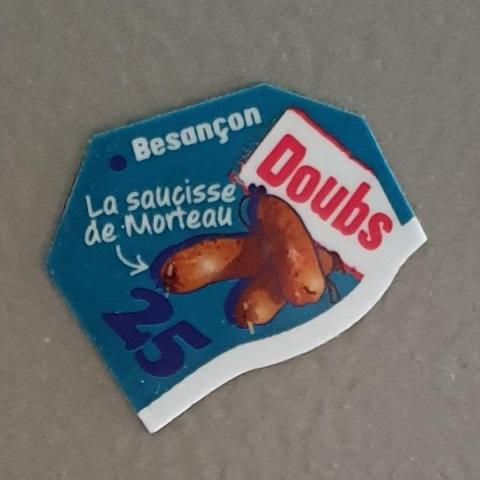 Besançon
Doubs
La saucisse
de Morteau
25